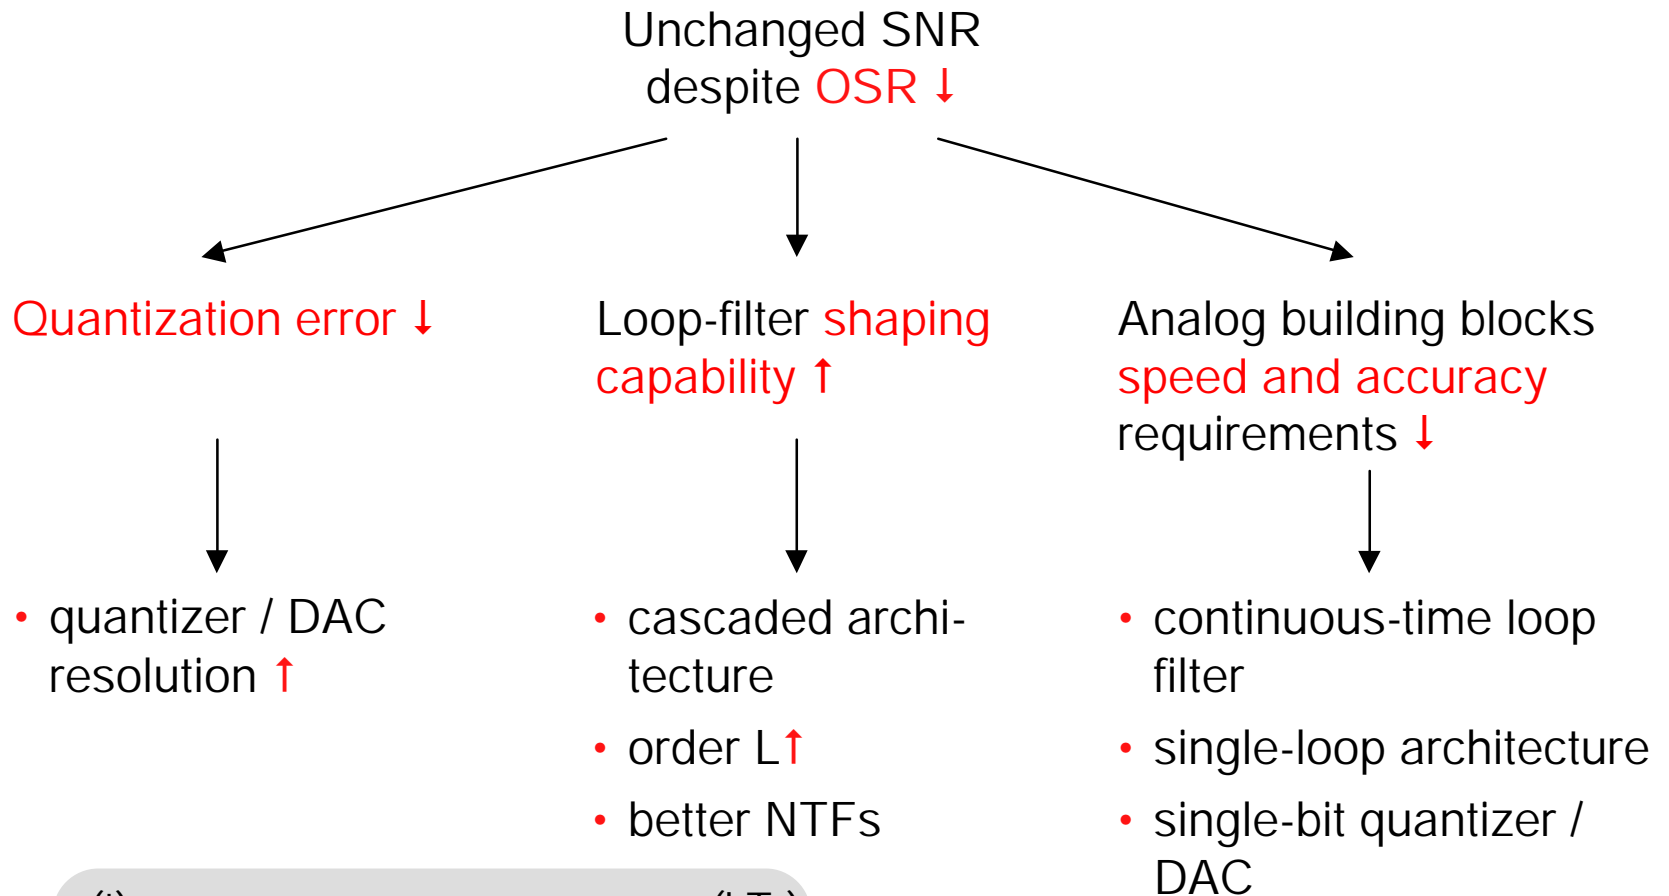 Unchanged SNR
despite OSR ↓
Quantization error ↓
Loop-filter shaping
capability ↑
Analog building blocks
speed and accuracy
requirements ↓
• quantizer / DAC
resolution ↑
• cascaded archi-
tecture
• order L↑
• better NTFs
• continuous-time loop
filter
• single-loop architecture
• single-bit quantizer /
DAC